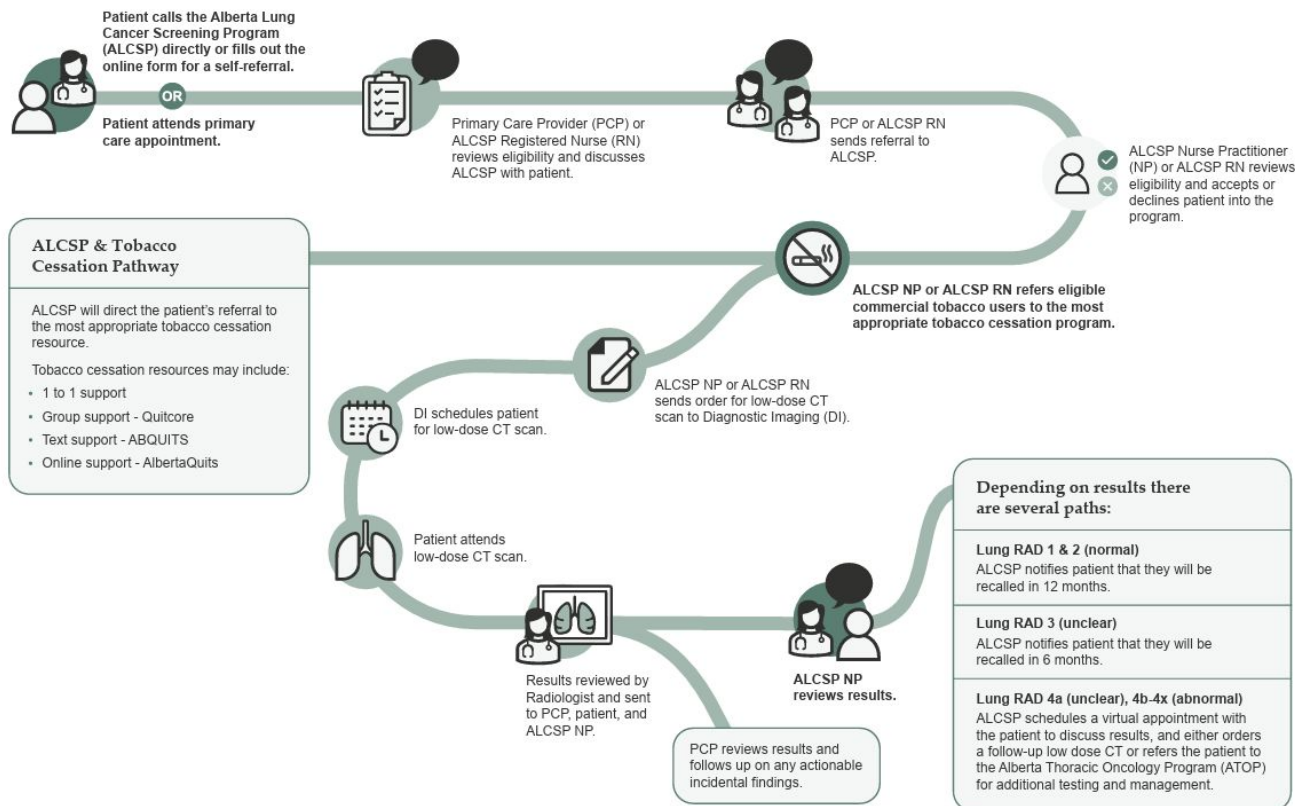 Patient calls the Alberta Lung
Cancer Screening Program
(ALCSP) directly or fills out the
online form for a self-referral.
OR
Patient attends primary
care appointment.
Primary Care Provider (PCP) or
ALCSP Registered Nurse (RN)
reviews eligibility and discusses
ALCSP with patient.
PCP or ALCSP RN
sends referral to
ALCSP.
ALCSP Nurse Practitioner
(NP) or ALCSP RN reviews
eligibility and accepts or
declines patient into the
program.
ALCSP & Tobacco
Cessation Pathway
ALCSP will direct the patient's referral to
the most appropriate tobacco cessation
resource.
Tobacco cessation resources may include:
• 1 to 1 support
• Group support - Quitcore
• Text support - ABQUITS
• Online support - AlbertaQuits
ALCSP NP or ALCSP RN refers eligible
commercial tobacco users to the most
appropriate tobacco cessation program.
ALCSP NP or ALCSP RN
sends order for low-dose CT
scan to Diagnostic Imaging (DI).
DI schedules patient
for low-dose CT scan.
Patient attends
low-dose CT scan.
Results reviewed by
Radiologist and sent
to PCP, patient, and
ALCSP NP.
PCP reviews results and
follows up on any actionable
incidental findings.
ALCSP NP
reviews results.
Depending on results there
are several paths:
Lung RAD 1 & 2 (normal)
ALCSP notifies patient that they will be
recalled in 12 months.
Lung RAD 3 (unclear)
ALCSP notifies patient that they will be
recalled in 6 months.
Lung RAD 4a (unclear), 4b-4x (abnormal)
ALCSP schedules a virtual appointment with
the patient to discuss results, and either orders
a follow-up low dose CT or refers the patient to
the Alberta Thoracic Oncology Program (ATOP)
for additional testing and management.